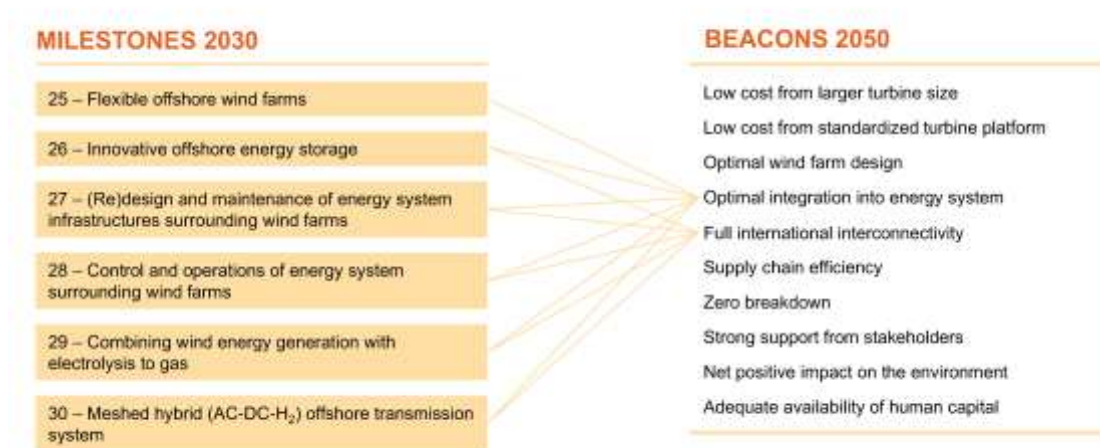 MILESTONES 2030
25 – Flexible offshore wind farms
26 – Innovative offshore energy storage
27 – (Re)design and maintenance of energy system
infrastructures surrounding wind farms
28 – Control and operations of energy system
surrounding wind farms
29 – Combining wind energy generation with
electrolysis to gas
30 – Meshed hybrid (AC-DC-H₂) offshore transmission
system
BEACONS 2050
Low cost from larger turbine size
Low cost from standardized turbine platform
Optimal wind farm design
Optimal integration into energy system
Full international interconnectivity
Supply chain efficiency
Zero breakdown
Strong support from stakeholders
Net positive impact on the environment
Adequate availability of human capital